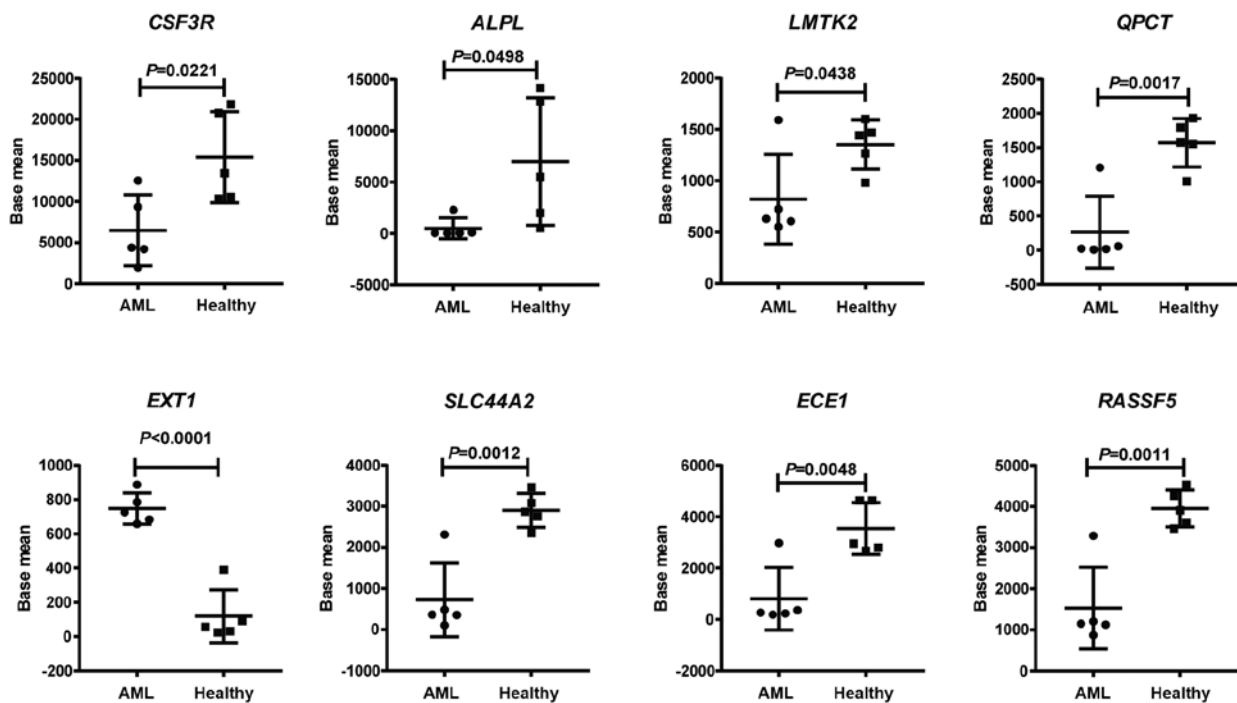 CSF3R
P=0.0221
Base mean
25000
20000
15000
10000
5000
0
AML Healthy
ALPL
P=0.0498
Base mean
15000
10000
5000
0
-5000
AML Healthy
LMTK2
P=0.0438
Base mean
2000
1500
1000
500
0
AML Healthy
QPCT
P=0.0017
Base mean
2500
2000
1500
1000
500
0
-500
AML Healthy
EXT1
P<0.0001
Base mean
1000
800
600
400
200
0
-200
AML Healthy
SLC44A2
P=0.0012
Base mean
4000
3000
2000
1000
0
-1000
AML Healthy
ECE1
P=0.0048
Base mean
6000
4000
2000
0
-2000
AML Healthy
RASSF5
P=0.0011
Base mean
5000
4000
3000
2000
1000
0
AML Healthy